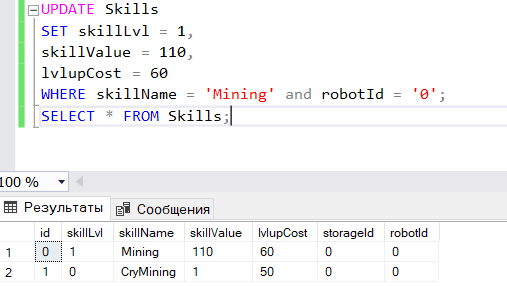 UPDATE Skills
SET skillLvl = 1,
skillValue = 110,
lvlupCost = 60
WHERE skillName = 'Mining' and robotId = '0';
SELECT * FROM Skills;
100 %
Результаты Сообщения
id skillLvl skillName skillValue lvlupCost storageId robotId
1 0 1 Mining 110 60 0 0
2 1 0 CryMining 1 50 0 0